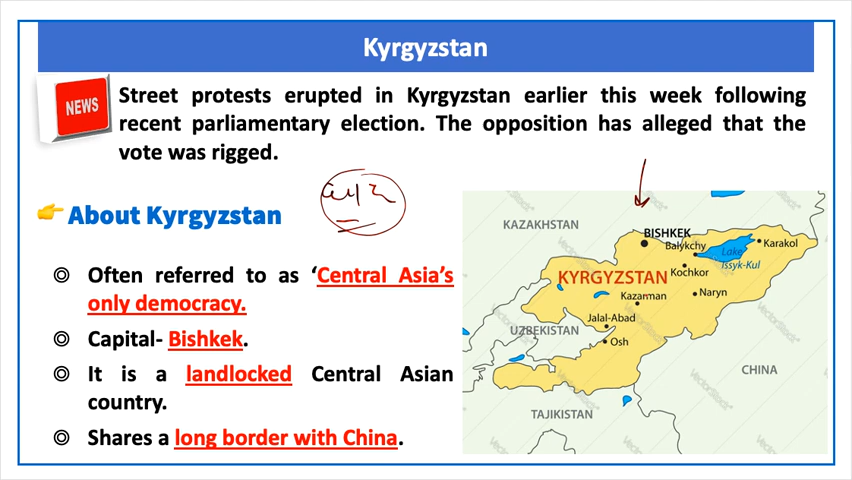 Kyrgyzstan
NEWS
Street protests erupted in Kyrgyzstan earlier this week following
recent parliamentary election. The opposition has alleged that the
vote was rigged.
About Kyrgyzstan
Often referred to as ‘Central Asia's
only democracy.
Capital- Bishkek.
It is a landlocked Central Asian
country.
Shares a long border with China.
KAZAKHSTAN
BISHKEK
Balykchy
Karakol
Lake
Issyk-Kul
KYRGYZSTAN
Kochkor
Kazaman
Naryn
Jalal-Abad
UZBEKISTAN
Osh
CHINA
TAJIKISTAN
VectorStock